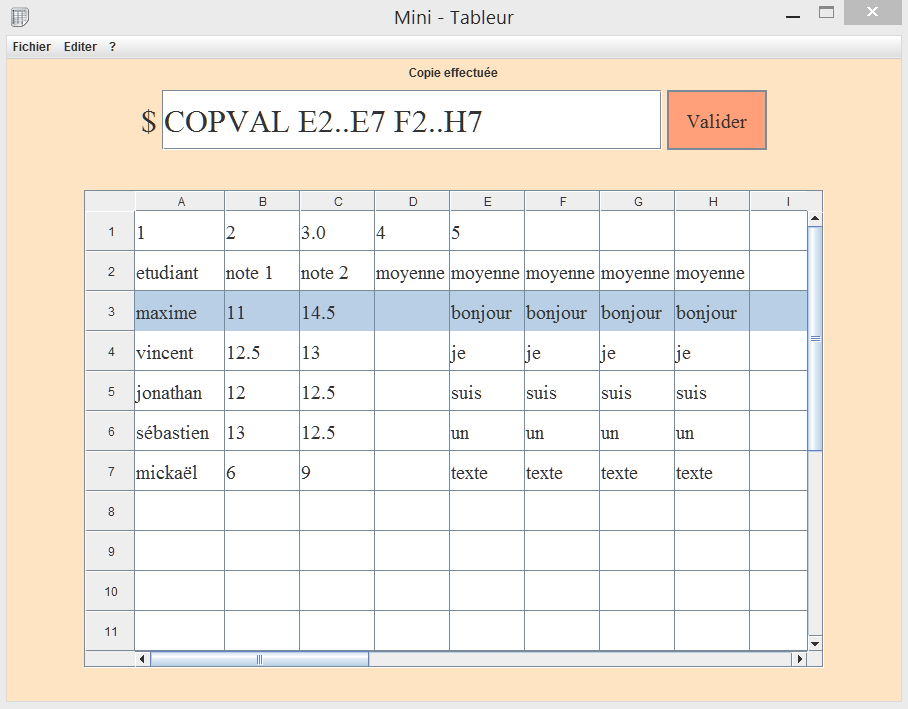 Mini - Tableur
Fichier Editer ?
Copie effectuée
$ COPVAL E2..E7 F2..H7 Valider
A B C D E F G H I
1 1 2 3.0 4 5
2 etudiant note 1 note 2 moyenne moyenne moyenne moyenne moyenne
3 maxime 11 14.5 bonjour bonjour bonjour bonjour
4 vincent 12.5 13 je je je je
5 jonathan 12 12.5 suis suis suis suis
6 sébastien 13 12.5 un un un un
7 mickaël 6 9 texte texte texte texte
8
9
10
11